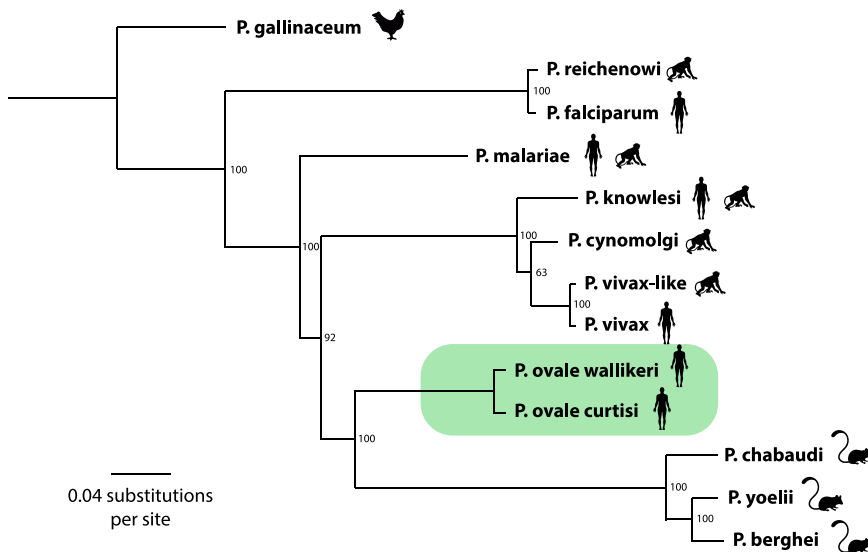 P. gallinaceum
P. reichenowi
100
P. falciparum
P. malariae
100
P. knowlesi
100
P. cynomolgi
100
63
P. vivax-like
100
P. vivax
92
P. ovale wallikeri
P. ovale curtisi
100
P. chabaudi
0.04 substitutions
per site
100
P. yoelii
100
P. berghei